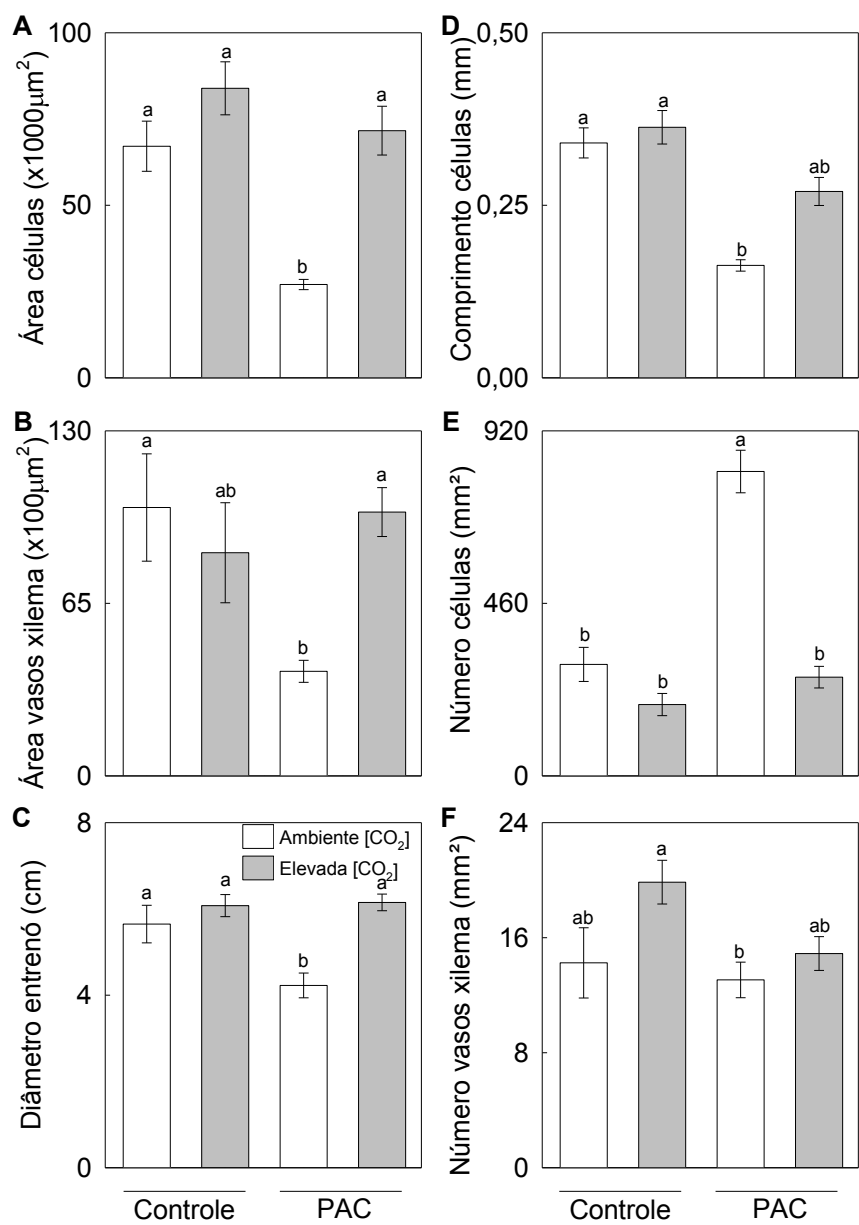 A
Área células (x1000µm²)
100
50
0
a
a
b
a
D
Comprimento células (mm)
0,50
0,25
0,00
a
a
b
ab
B
Área vasos xilema (x100µm²)
130
65
0
a
ab
b
a
E
Número células (mm²)
920
460
0
b
b
a
b
C
Diâmetro entrenó (cm)
8
4
0
Ambiente [CO₂]
Elevada [CO₂]
a
a
b
a
Controle
PAC
F
Número vasos xilema (mm²)
24
16
8
0
ab
a
b
ab
Controle
PAC